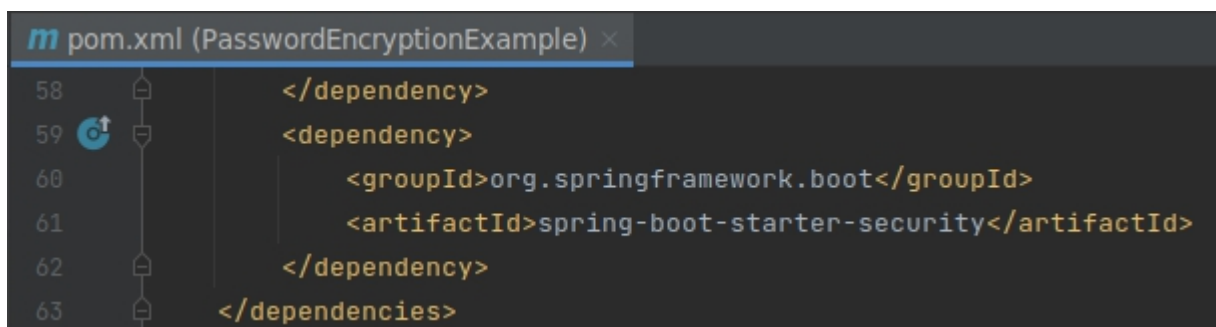 m pom.xml (PasswordEncryptionExample) ×
58 </dependency>
59 <dependency>
60 <groupId>org.springframework.boot</groupId>
61 <artifactId>spring-boot-starter-security</artifactId>
62 </dependency>
63 </dependencies>